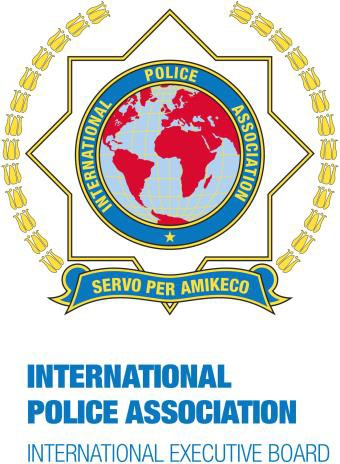 INTERNATIONAL POLICE ASSOCIATION
SERVO PER AMIKECO
INTERNATIONAL
POLICE ASSOCIATION
INTERNATIONAL EXECUTIVE BOARD